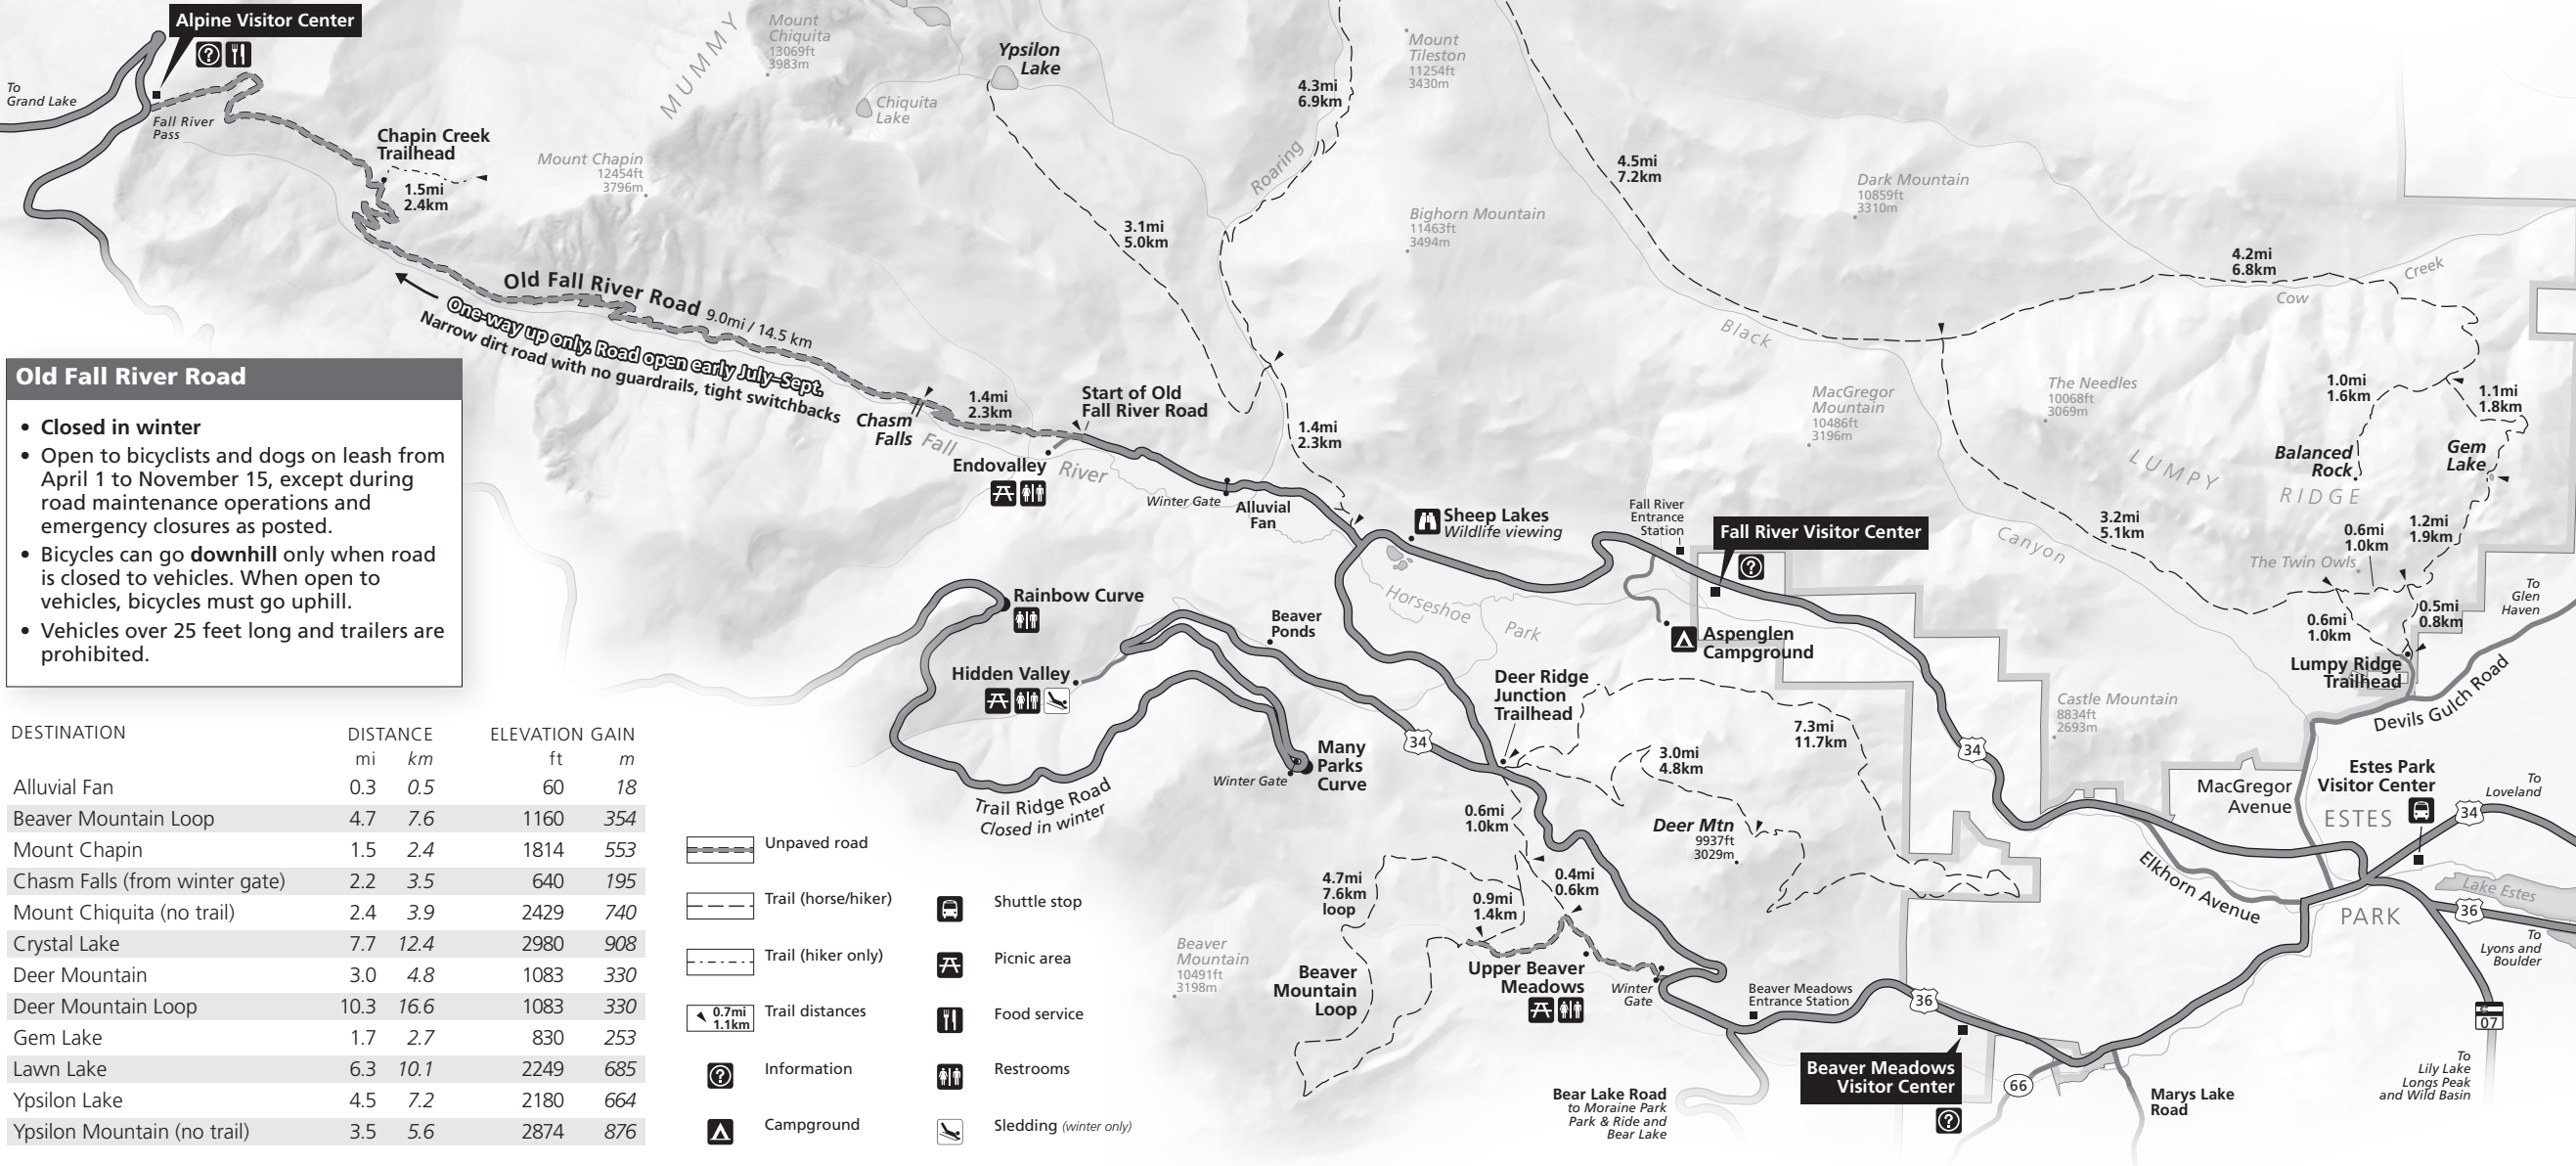 Alpine Visitor Center
To
Grand Lake
Fall River
Pass
Chapin Creek
Trailhead
1.5mi
2.4km
MUMMY
Mount
Chiquita
13069ft
3983m
Mount Chapin
12454ft
3796m
Chiquita
Lake
Ypsilon
Lake
3.1mi
5.0km
4.3mi
6.9km
Roaring
Mount
Tileston
11254ft
3430m
Bighorn Mountain
11463ft
3494m
4.5mi
7.2km
Dark Mountain
10859ft
3310m
4.2mi
6.8km
Cow
Creek
Black
Canyon
MacGregor
Mountain
10486ft
3196m
The Needles
10068ft
3069m
LUMPY
RIDGE
1.0mi
1.6km
1.1mi
1.8km
Balanced
Rock
Gem
Lake
3.2mi
5.1km
0.6mi
1.0km
1.2mi
1.9km
The Twin Owls
0.6mi
1.0km
0.5mi
0.8km
To
Glen
Haven
Lumpy Ridge
Trailhead
Devils Gulch Road
Old Fall River Road 9.0mi / 14.5 km
One-way up only. Road open early July–Sept.
Narrow dirt road with no guardrails, tight switchbacks
Chasm
Falls
1.4mi
2.3km
Start of Old
Fall River Road
Fall
River
Endovalley
Winter Gate
Alluvial
Fan
1.4mi
2.3km
Sheep Lakes
Wildlife viewing
Fall River
Entrance
Station
Fall River Visitor Center
Horseshoe
Park
Aspenglen
Campground
Rainbow Curve
Beaver
Ponds
Hidden Valley
Many
Parks
Curve
Winter Gate
Trail Ridge Road
Closed in winter
34
Deer Ridge
Junction
Trailhead
7.3mi
11.7km
3.0mi
4.8km
Deer Mtn
9937ft
3029m
0.6mi
1.0km
0.4mi
0.6km
0.9mi
1.4km
4.7mi
7.6km
loop
Beaver
Mountain
10491ft
3198m
Beaver
Mountain
Loop
Upper Beaver
Meadows
Winter
Gate
Beaver Meadows
Entrance Station
36
Beaver Meadows
Visitor Center
Bear Lake Road
to Moraine Park
Park & Ride and
Bear Lake
66
Marys Lake
Road
Castle Mountain
8834ft
2693m
34
MacGregor
Avenue
Estes Park
Visitor Center
ESTES
PARK
Elkhorn Avenue
To
Loveland
34
Lake Estes
36
To
Lyons and
Boulder
07
To
Lily Lake
Longs Peak
and Wild Basin
Old Fall River Road
• Closed in winter
• Open to bicyclists and dogs on leash from
April 1 to November 15, except during
road maintenance operations and
emergency closures as posted.
• Bicycles can go downhill only when road
is closed to vehicles. When open to
vehicles, bicycles must go uphill.
• Vehicles over 25 feet long and trailers are
prohibited.
DESTINATION DISTANCE ELEVATION GAIN
mi km ft m
Alluvial Fan 0.3 0.5 60 18
Beaver Mountain Loop 4.7 7.6 1160 354
Mount Chapin 1.5 2.4 1814 553
Chasm Falls (from winter gate) 2.2 3.5 640 195
Mount Chiquita (no trail) 2.4 3.9 2429 740
Crystal Lake 7.7 12.4 2980 908
Deer Mountain 3.0 4.8 1083 330
Deer Mountain Loop 10.3 16.6 1083 330
Gem Lake 1.7 2.7 830 253
Lawn Lake 6.3 10.1 2249 685
Ypsilon Lake 4.5 7.2 2180 664
Ypsilon Mountain (no trail) 3.5 5.6 2874 876
Unpaved road
Trail (horse/hiker)
Trail (hiker only)
0.7mi
1.1km
Trail distances
Information
Campground
Shuttle stop
Picnic area
Food service
Restrooms
Sledding (winter only)